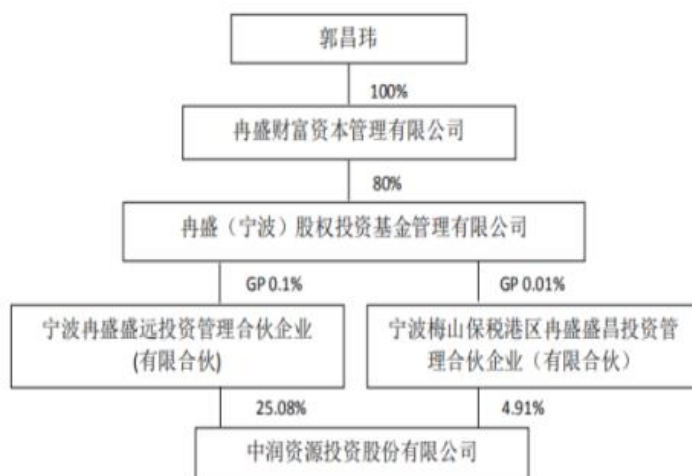 郭昌玮
100%
冉盛财富资本管理有限公司
80%
冉盛（宁波）股权投资基金管理有限公司
GP 0.1%
GP 0.01%
宁波冉盛盛远投资管理合伙企业
(有限合伙)
宁波梅山保税港区冉盛盛昌投资管
理合伙企业（有限合伙）
25.08%
4.91%
中润资源投资股份有限公司